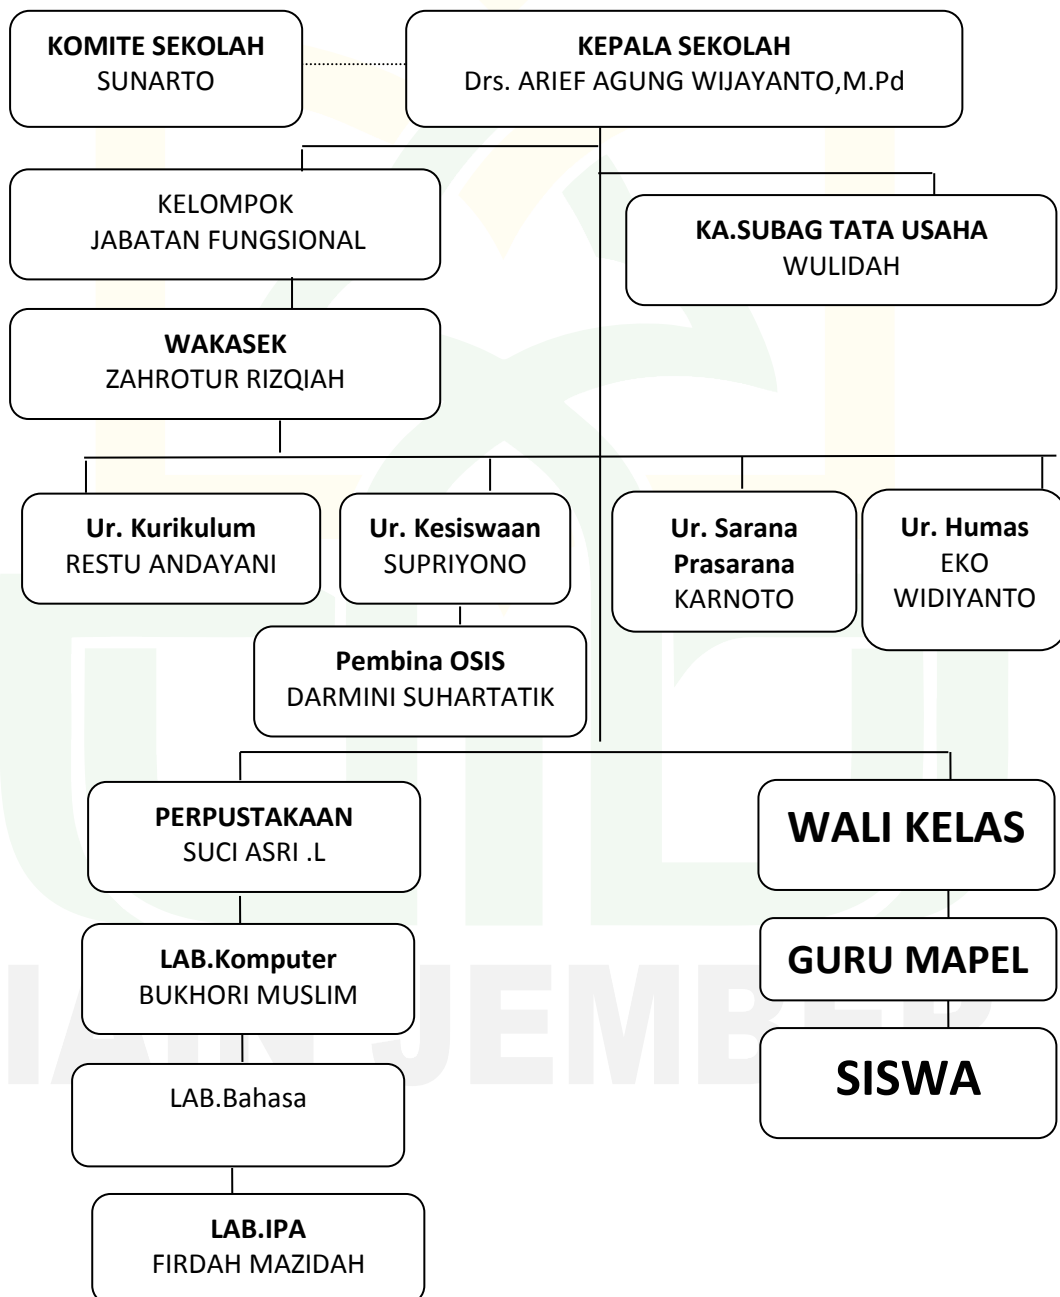 KOMITE SEKOLAH
SUNARTO
KEPALA SEKOLAH
Drs. ARIEF AGUNG WIJAYANTO,M.Pd
KELOMPOK
JABATAN FUNGSIONAL
KA.SUBAG TATA USAHA
WULIDAH
WAKASEK
ZAHROTUR RIZQIAH
Ur. Kurikulum
RESTU ANDAYANI
Ur. Kesiswaan
SUPRIYONO
Ur. Sarana
Prasarana
KARNOTO
Ur. Humas
EKO
WIDIYANTO
Pembina OSIS
DARMINI SUHARTATIK
PERPUSTAKAAN
SUCI ASRI .L
WALI KELAS
LAB.Komputer
BUKHORI MUSLIM
GURU MAPEL
IAIN JEMBER
LAB.Bahasa
SISWA
LAB.IPA
FIRDAH MAZIDAH